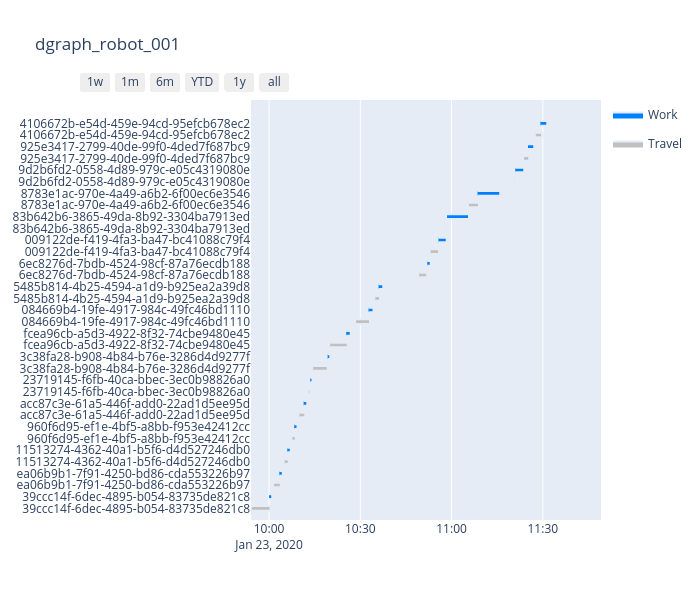 dgraph_robot_001
1w 1m 6m YTD 1y all
4106672b-e54d-459e-94cd-95efcb678ec2
4106672b-e54d-459e-94cd-95efcb678ec2
925e3417-2799-40de-99f0-4ded7f687bc9
925e3417-2799-40de-99f0-4ded7f687bc9
9d2b6fd2-0558-4d89-979c-e05c4319080e
9d2b6fd2-0558-4d89-979c-e05c4319080e
8783e1ac-970e-4a49-a6b2-6f00ec6e3546
8783e1ac-970e-4a49-a6b2-6f00ec6e3546
83b642b6-3865-49da-8b92-3304ba7913ed
83b642b6-3865-49da-8b92-3304ba7913ed
009122de-f419-4fa3-ba47-bc41088c79f4
009122de-f419-4fa3-ba47-bc41088c79f4
6ec8276d-7bdb-4524-98cf-87a76ecdb188
6ec8276d-7bdb-4524-98cf-87a76ecdb188
5485b814-4b25-4594-a1d9-b925ea2a39d8
5485b814-4b25-4594-a1d9-b925ea2a39d8
084669b4-19fe-4917-984c-49fc46bd1110
084669b4-19fe-4917-984c-49fc46bd1110
fcea96cb-a5d3-4922-8f32-74cbe9480e45
fcea96cb-a5d3-4922-8f32-74cbe9480e45
3c38fa28-b908-4b84-b76e-3286d4d9277f
3c38fa28-b908-4b84-b76e-3286d4d9277f
23719145-f6fb-40ca-bbec-3ec0b98826a0
23719145-f6fb-40ca-bbec-3ec0b98826a0
acc87c3e-61a5-446f-add0-22ad1d5ee95d
acc87c3e-61a5-446f-add0-22ad1d5ee95d
960f6d95-ef1e-4bf5-a8bb-f953e42412cc
960f6d95-ef1e-4bf5-a8bb-f953e42412cc
11513274-4362-40a1-b5f6-d4d527246db0
11513274-4362-40a1-b5f6-d4d527246db0
ea06b9b1-7f91-4250-bd86-cda553226b97
ea06b9b1-7f91-4250-bd86-cda553226b97
39ccc14f-6dec-4895-b054-83735de821c8
39ccc14f-6dec-4895-b054-83735de821c8
10:00 10:30 11:00 11:30
Jan 23, 2020
Work
Travel